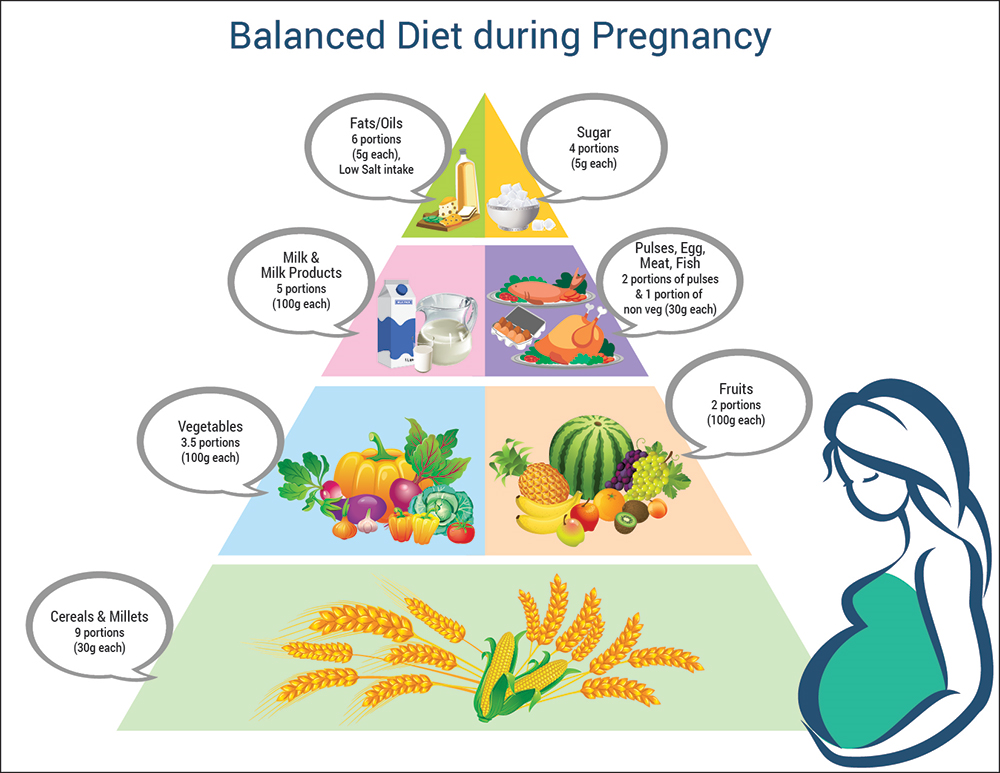 Balanced Diet during Pregnancy
Fats/Oils
6 portions
(5g each),
Low Salt intake
Sugar
4 portions
(5g each)
Milk &
Milk Products
5 portions
(100g each)
Pulses, Egg,
Meat, Fish
2 portions of pulses
& 1 portion of
non veg (30g each)
Vegetables
3.5 portions
(100g each)
Fruits
2 portions
(100g each)
Cereals & Millets
9 portions
(30g each)